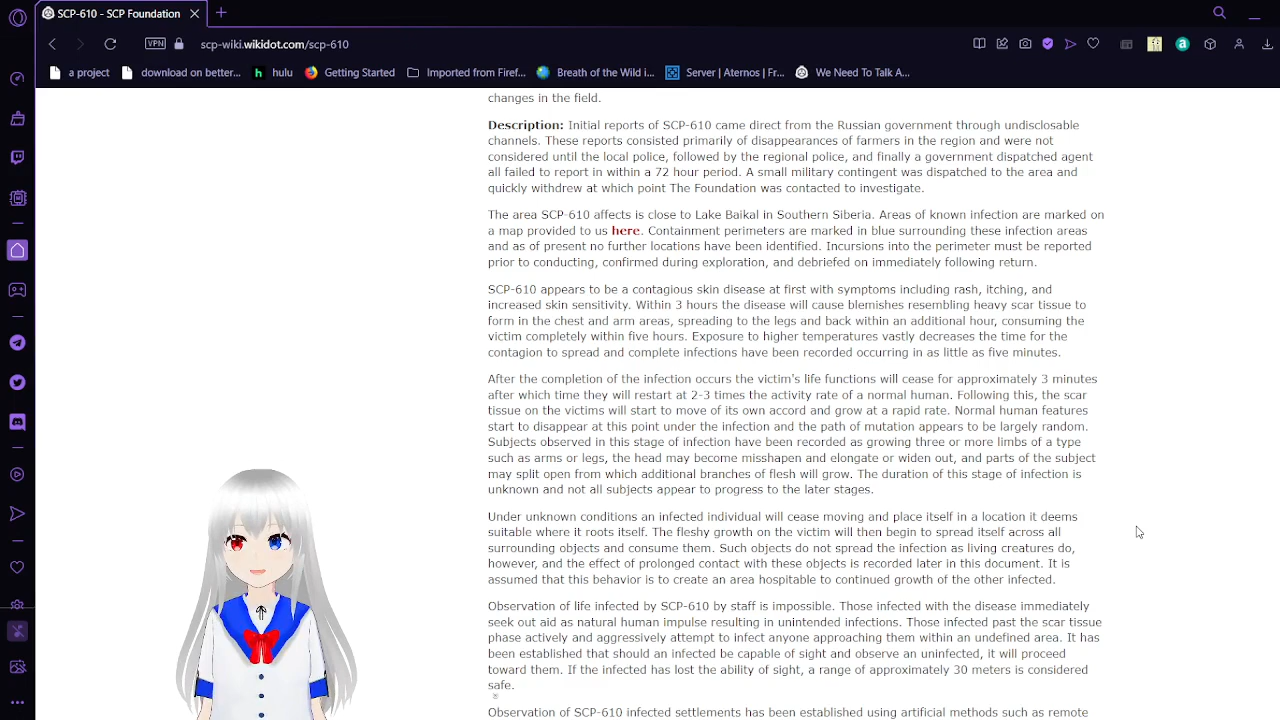 SCP-610 - SCP Foundation
VPN
scp-wiki.wikidot.com/scp-610
a project
download on better...
h hulu
Getting Started
Imported from Firef...
Breath of the Wild i...
Server | Aternos | Fr...
We Need To Talk A...
changes in the field.
Description: Initial reports of SCP-610 came direct from the Russian government through undisclosable
channels. These reports consisted primarily of disappearances of farmers in the region and were not
considered until the local police, followed by the regional police, and finally a government dispatched agent
all failed to report in within a 72 hour period. A small military contingent was dispatched to the area and
quickly withdrew at which point The Foundation was contacted to investigate.
The area SCP-610 affects is close to Lake Baikal in Southern Siberia. Areas of known infection are marked on
a map provided to us here. Containment perimeters are marked in blue surrounding these infection areas
and as of present no further locations have been identified. Incursions into the perimeter must be reported
prior to conducting, confirmed during exploration, and debriefed on immediately following return.
SCP-610 appears to be a contagious skin disease at first with symptoms including rash, itching, and
increased skin sensitivity. Within 3 hours the disease will cause blemishes resembling heavy scar tissue to
form in the chest and arm areas, spreading to the legs and back within an additional hour, consuming the
victim completely within five hours. Exposure to higher temperatures vastly decreases the time for the
contagion to spread and complete infections have been recorded occurring in as little as five minutes.
After the completion of the infection occurs the victim's life functions will cease for approximately 3 minutes
after which time they will restart at 2-3 times the activity rate of a normal human. Following this, the scar
tissue on the victims will start to move of its own accord and grow at a rapid rate. Normal human features
start to disappear at this point under the infection and the path of mutation appears to be largely random.
Subjects observed in this stage of infection have been recorded as growing three or more limbs of a type
such as arms or legs, the head may become misshapen and elongate or widen out, and parts of the subject
may split open from which additional branches of flesh will grow. The duration of this stage of infection is
unknown and not all subjects appear to progress to the later stages.
Under unknown conditions an infected individual will cease moving and place itself in a location it deems
suitable where it roots itself. The fleshy growth on the victim will then begin to spread itself across all
surrounding objects and consume them. Such objects do not spread the infection as living creatures do,
however, and the effect of prolonged contact with these objects is recorded later in this document. It is
assumed that this behavior is to create an area hospitable to continued growth of the other infected.
Observation of life infected by SCP-610 by staff is impossible. Those infected with the disease immediately
seek out aid as natural human impulse resulting in unintended infections. Those infected past the scar tissue
phase actively and aggressively attempt to infect anyone approaching them within an undefined area. It has
been established that should an infected be capable of sight and observe an uninfected, it will proceed
toward them. If the infected has lost the ability of sight, a range of approximately 30 meters is considered
safe.
Observation of SCP-610 infected settlements has been established using artificial methods such as remote